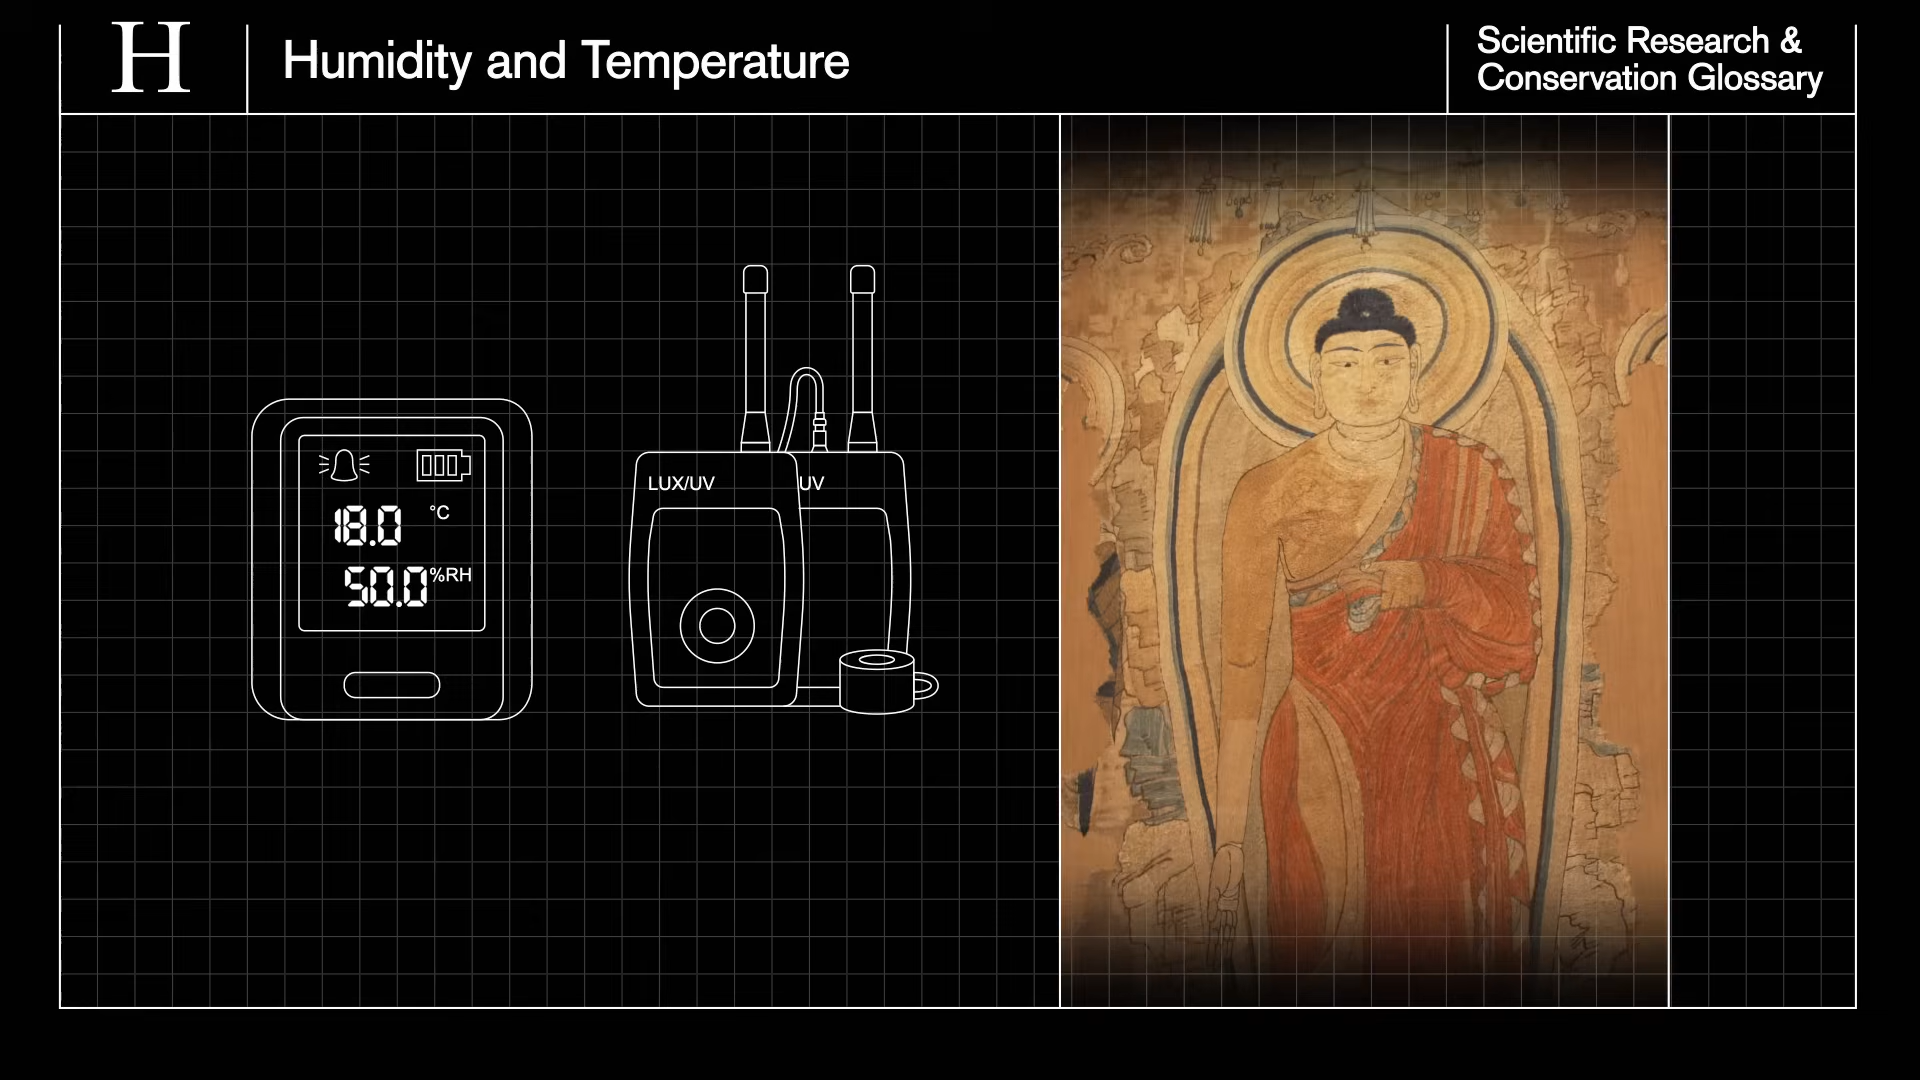 H
Humidity and Temperature
Scientific Research &
Conservation Glossary
18.0 °C
50.0 %RH
LUX/UV
UV